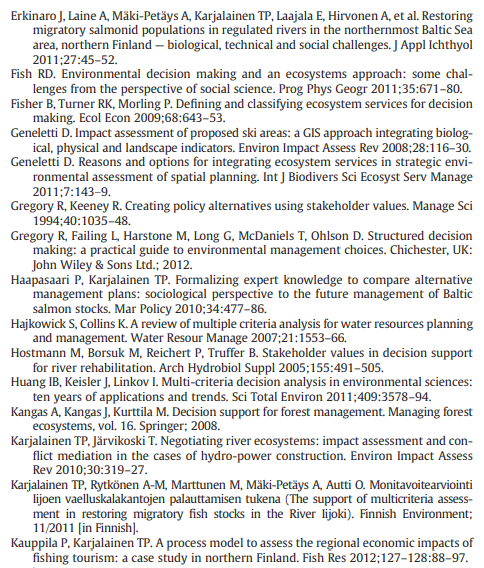 Erkinaro J, Laine A, Mäki-Petäys A, Karjalainen TP, Laajala E, Hirvonen A, et al. Restoring
migratory salmonid populations in regulated rivers in the northernmost Baltic Sea
area, northern Finland — biological, technical and social challenges. J Appl Ichthyol
2011;27:45–52.
Fish RD. Environmental decision making and an ecosystems approach: some chal-
lenges from the perspective of social science. Prog Phys Geogr 2011;35:671–80.
Fisher B, Turner RK, Morling P. Defining and classifying ecosystem services for decision
making. Ecol Econ 2009;68:643–53.
Geneletti D. Impact assessment of proposed ski areas: a GIS approach integrating biolog-
ical, physical and landscape indicators. Environ Impact Assess Rev 2008;28:116–30.
Geneletti D. Reasons and options for integrating ecosystem services in strategic envi-
ronmental assessment of spatial planning. Int J Biodivers Sci Ecosyst Serv Manage
2011;7:143–9.
Gregory R, Keeney R. Creating policy alternatives using stakeholder values. Manage Sci
1994;40:1035–48.
Gregory R, Failing L, Harstone M, Long G, McDaniels T, Ohlson D. Structured decision
making: a practical guide to environmental management choices. Chichester, UK:
John Wiley & Sons Ltd.; 2012.
Haapasaari P, Karjalainen TP. Formalizing expert knowledge to compare alternative
management plans: sociological perspective to the future management of Baltic
salmon stocks. Mar Policy 2010;34:477–86.
Hajkowick S, Collins K. A review of multiple criteria analysis for water resources planning
and management. Water Resour Manage 2007;21:1553–66.
Hostmann M, Borsuk M, Reichert P, Truffer B. Stakeholder values in decision support
for river rehabilitation. Arch Hydrobiol Suppl 2005;155:491–505.
Huang IB, Keisler J, Linkov I. Multi-criteria decision analysis in environmental sciences:
ten years of applications and trends. Sci Total Environ 2011;409:3578–94.
Kangas A, Kangas J, Kurttila M. Decision support for forest management. Managing forest
ecosystems, vol. 16. Springer; 2008.
Karjalainen TP, Järvikoski T. Negotiating river ecosystems: impact assessment and con-
flict mediation in the cases of hydro-power construction. Environ Impact Assess
Rev 2010;30:319–27.
Karjalainen TP, Rytkönen A-M, Marttunen M, Mäki-Petäys A, Autti O. Monitavoitearviointi
Iijoen vaelluskalakantojen palauttamisen tukena (The support of multicriteria assess-
ment in restoring migratory fish stocks in the River Iijoki). Finnish Environment;
11/2011 [in Finnish].
Kauppila P, Karjalainen TP. A process model to assess the regional economic impacts of
fishing tourism: a case study in northern Finland. Fish Res 2012;127–128:88–97.